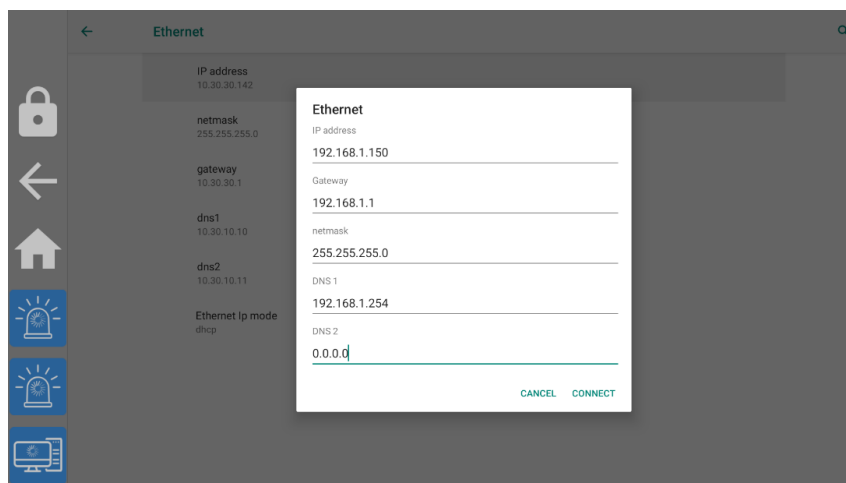 Ethernet
IP address
10.30.30.142
netmask
255.255.255.0
gateway
10.30.30.1
dns1
10.30.10.10
dns2
10.30.10.11
Ethernet Ip mode
dhcp
Ethernet
IP address
192.168.1.150
Gateway
192.168.1.1
netmask
255.255.255.0
DNS 1
192.168.1.254
DNS 2
0.0.0.0
CANCEL CONNECT